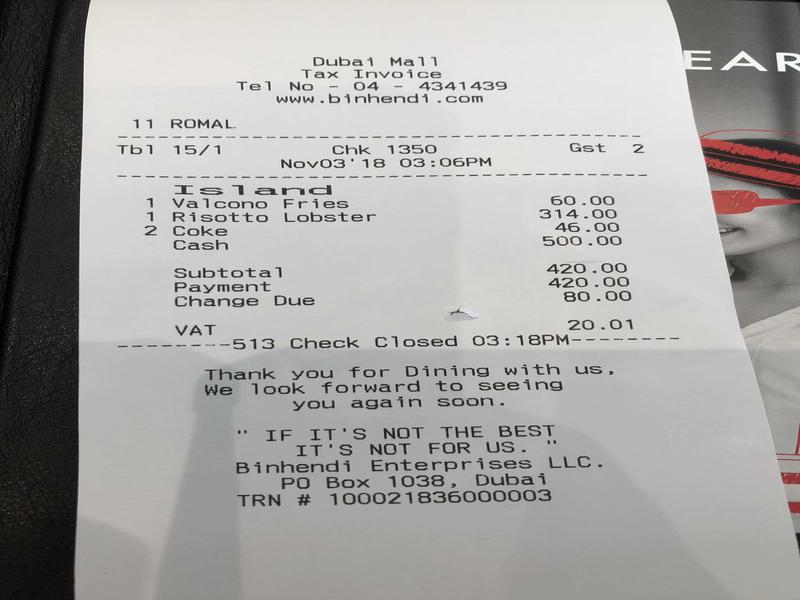 Dubai Mall
Tax Invoice
Tel No - 04 - 4341439
www.binhendi.com
11 ROMAL
Tbl 15/1 Chk 1350 Gst 2
Nov03'18 03:06PM
Island
1 Valcono Fries 60.00
1 Risotto Lobster 314.00
2 Coke 46.00
Cash 500.00
Subtotal 420.00
Payment 420.00
Change Due 80.00
VAT 20.01
--------513 Check Closed 03:18PM--------
Thank you for Dining with us,
We look forward to seeing
you again soon.
" IF IT'S NOT THE BEST
IT'S NOT FOR US. "
Binhendi Enterprises LLC.
PO Box 1038, Dubai
TRN # 100021836000003
EAR